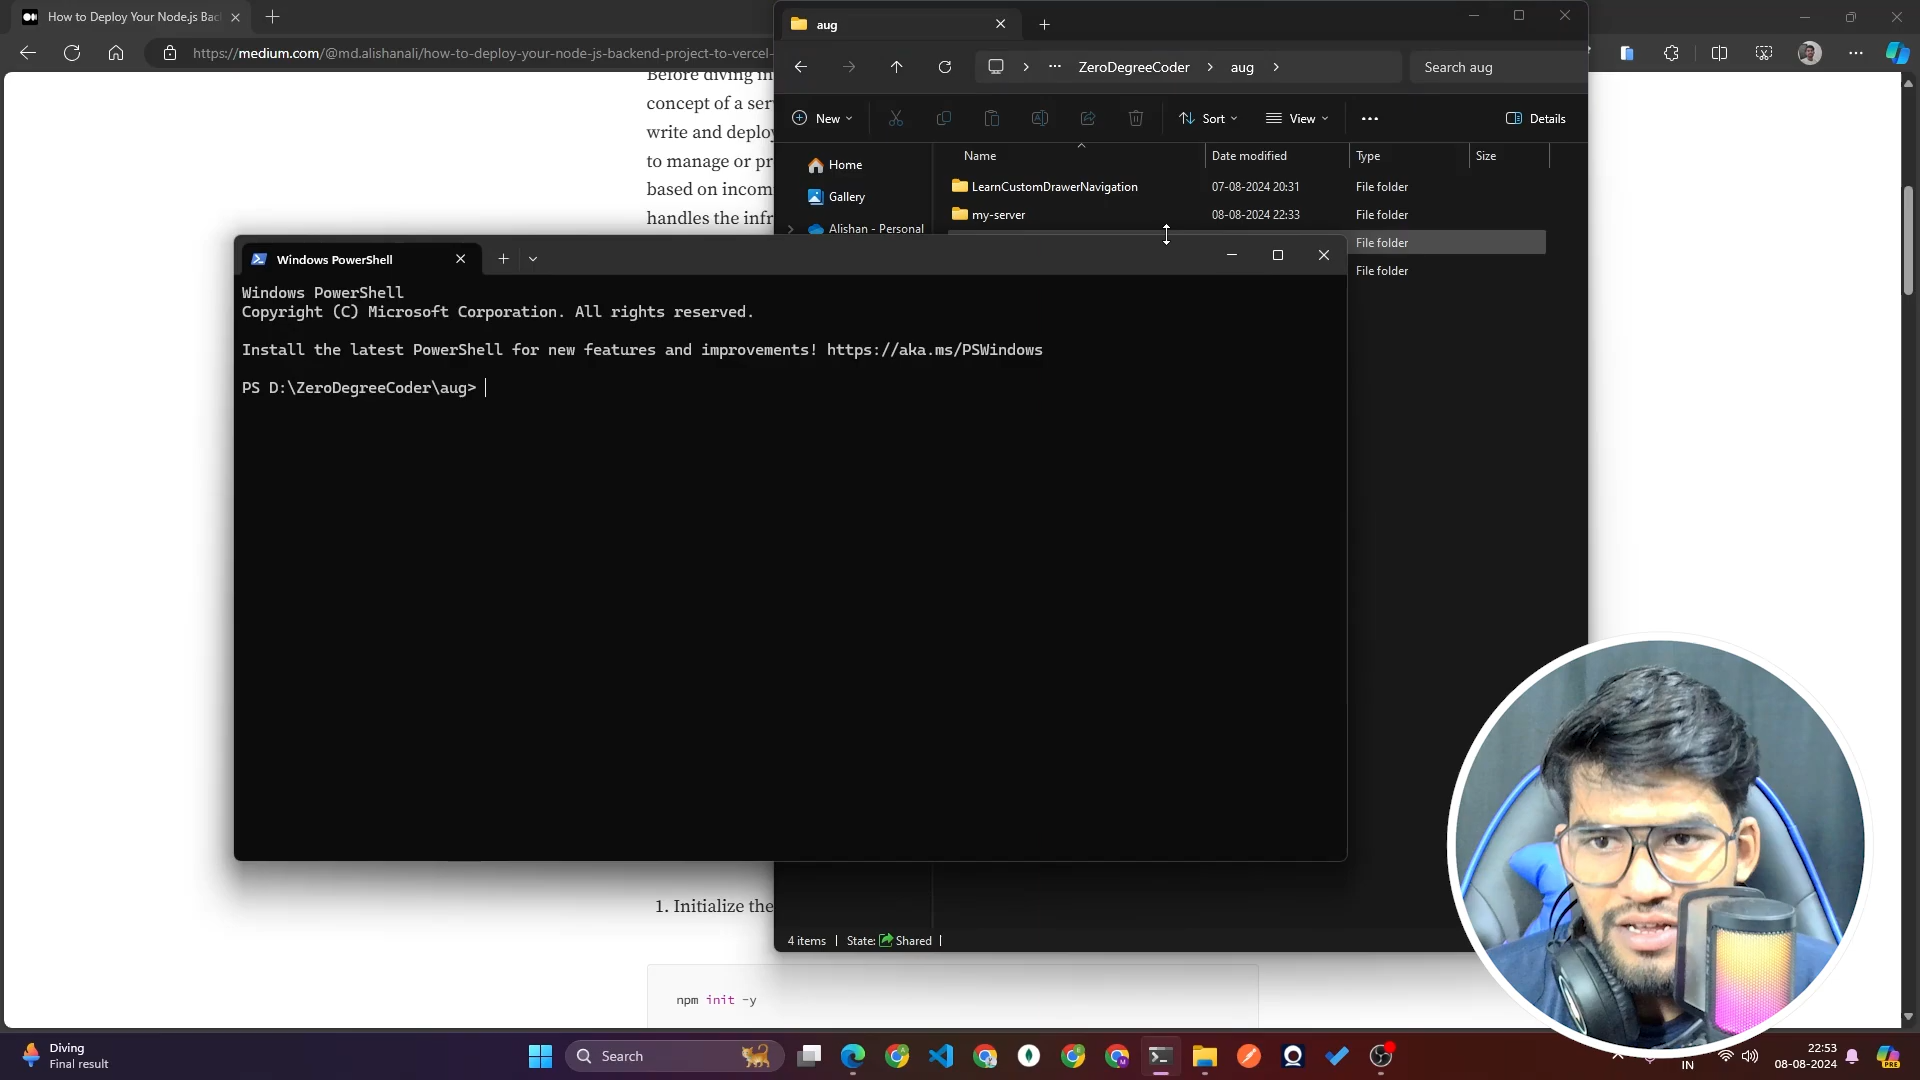 How to Deploy Your Node.js Bac
https://medium.com/@md.alishanali/how-to-deploy-your-node-js-backend-project-to-vercel-
aug
ZeroDegreeCoder > aug >
Search aug
New
Sort
View
Details
Before diving in
concept of a ser
write and deploy
to manage or pr
based on incom
handles the infr
Home
Gallery
Alishan - Personal
Name
Date modified
Type
Size
LearnCustomDrawerNavigation
07-08-2024 20:31
File folder
my-server
08-08-2024 22:33
File folder
File folder
File folder
Windows PowerShell
Windows PowerShell
Copyright (C) Microsoft Corporation. All rights reserved.
Install the latest PowerShell for new features and improvements! https://aka.ms/PSWindows
PS D:\ZeroDegreeCoder\aug>
1. Initialize the
4 items
State:
Shared
npm init -y
Diving
Final result
Search
IN
22:53
08-08-2024
PRE